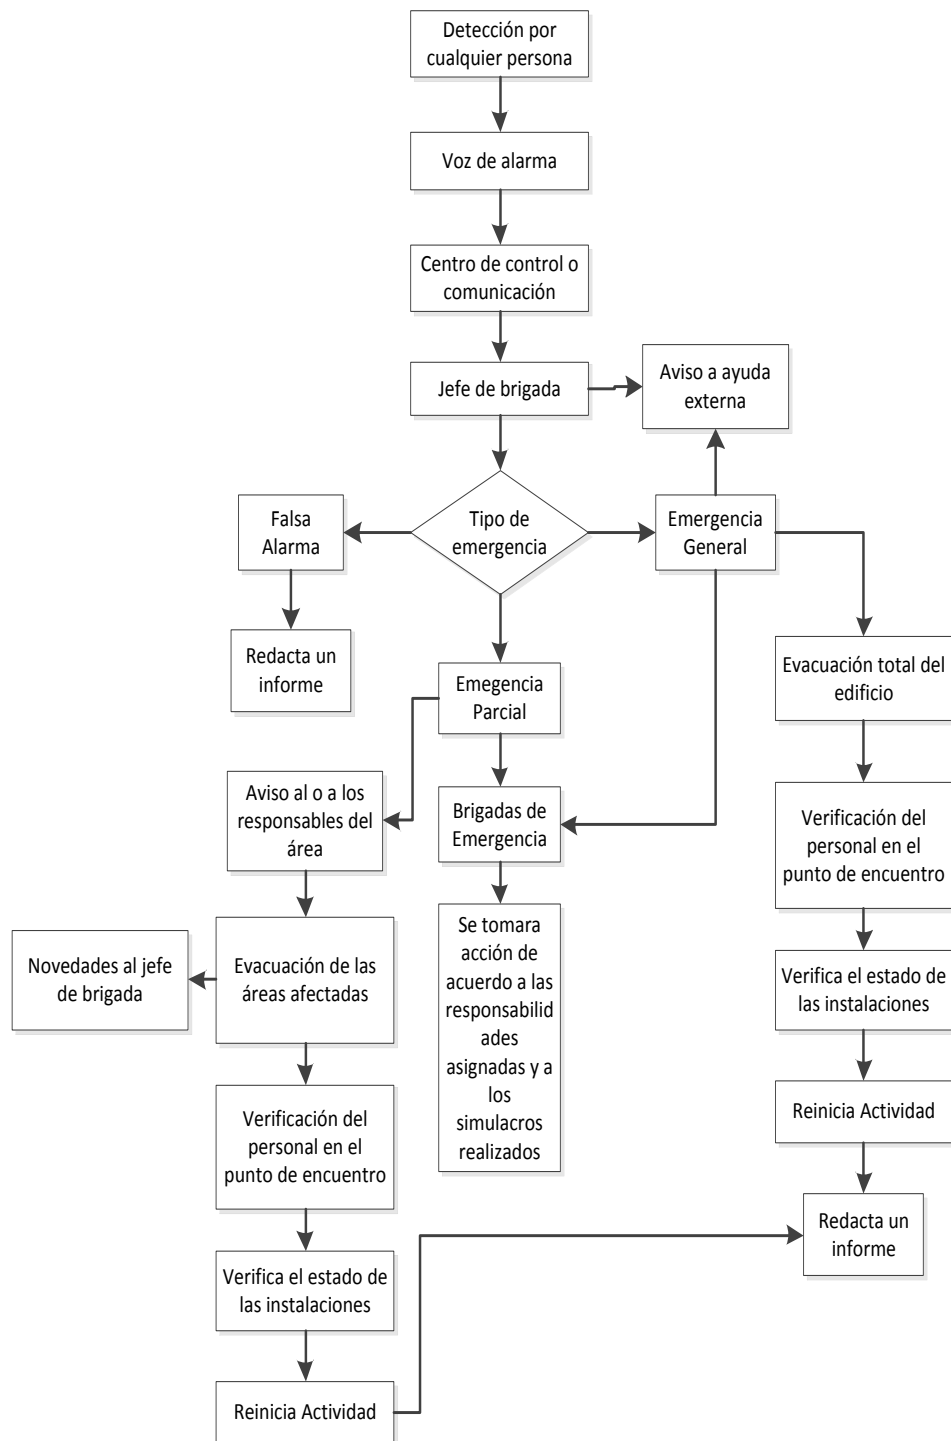 Detección por
cualquier persona
Voz de alarma
Centro de control o
comunicación
Jefe de brigada
Aviso a ayuda
externa
Tipo de
emergencia
Falsa
Alarma
Emergencia
General
Redacta un
informe
Emegencia
Parcial
Evacuación total del
edificio
Aviso al o a los
responsables del
área
Brigadas de
Emergencia
Verificación del
personal en el
punto de encuentro
Novedades al jefe
de brigada
Evacuación de las
áreas afectadas
Se tomara
acción de
acuerdo a las
responsabilid
ades
asignadas y a
los
simulacros
realizados
Verifica el estado de
las instalaciones
Reinicia Actividad
Verificación del
personal en el
punto de encuentro
Redacta un
informe
Verifica el estado de
las instalaciones
Reinicia Actividad